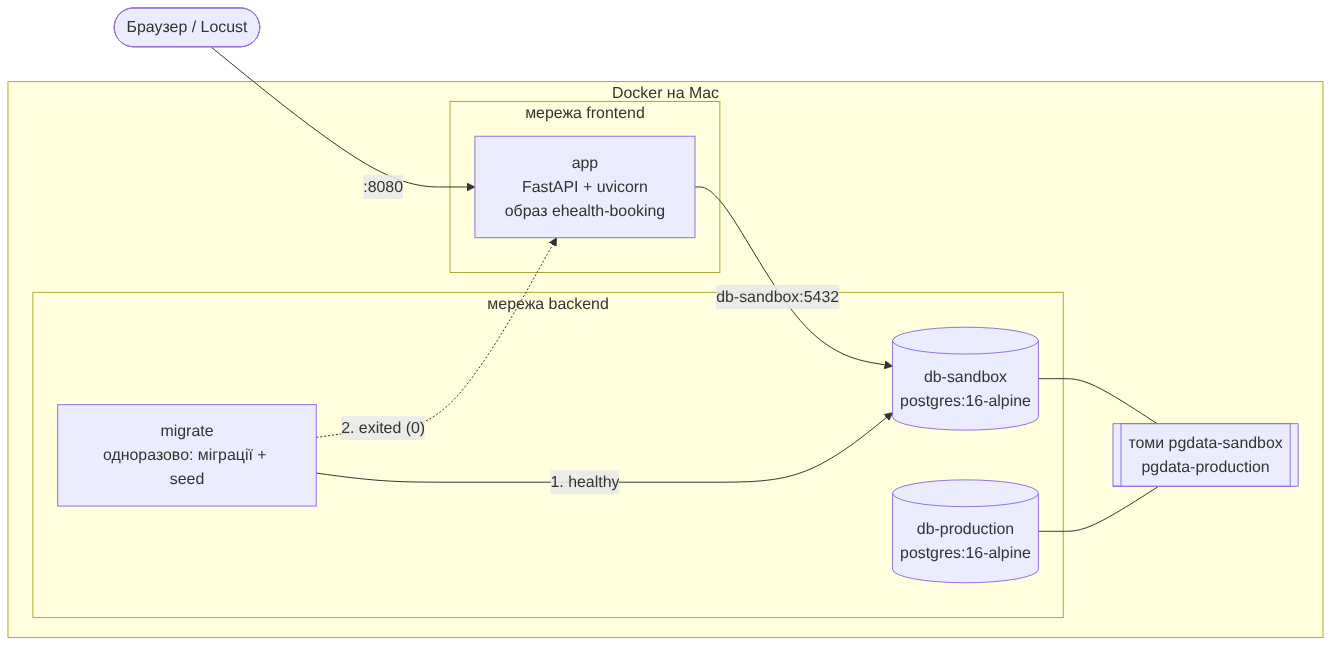 Браузер / Locust
Docker на Mac
мережа frontend
app
FastAPI + uvicorn
образ ehealth-booking
:8080
db-sandbox:5432
мережа backend
db-sandbox
postgres:16-alpine
migrate
одноразово: міграції +
seed
2. exited (0)
1. healthy
томи pgdata-sandbox
pgdata-production
db-production
postgres:16-alpine